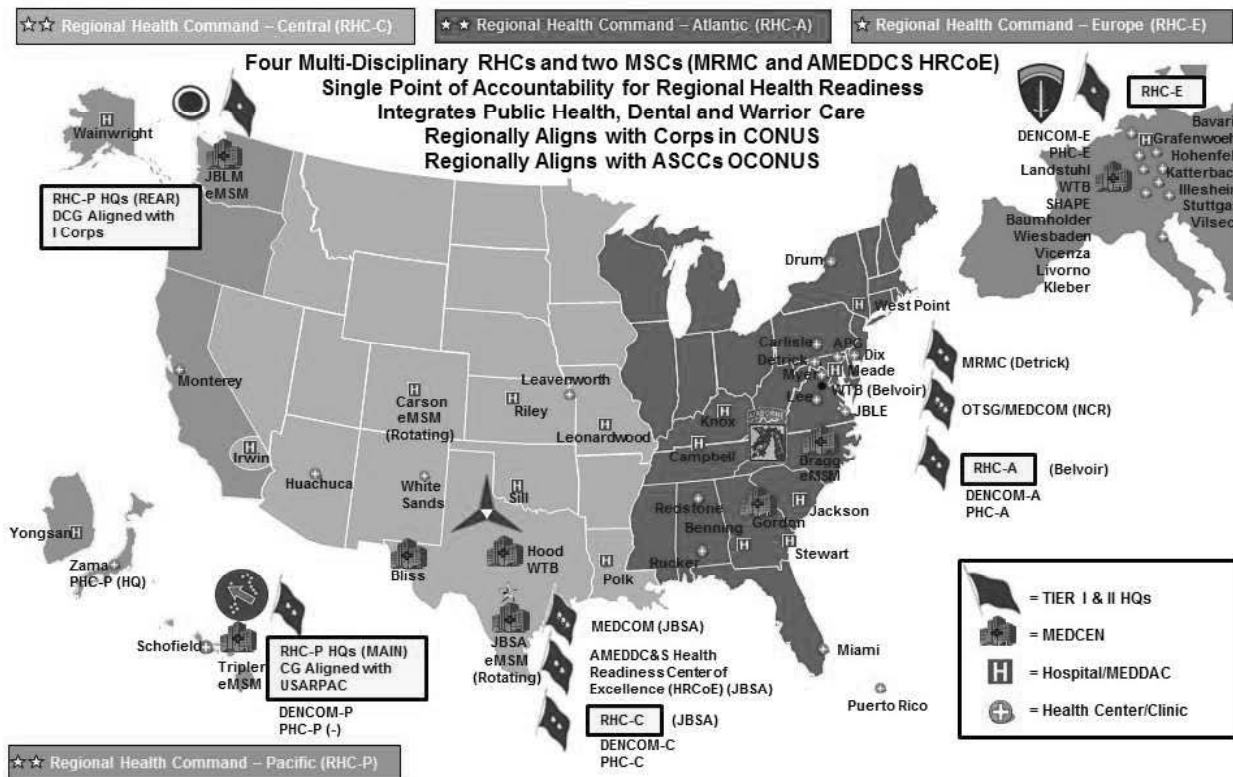 Regional Health Command – Central (RHC-C)
Regional Health Command – Atlantic (RHC-A)
Regional Health Command – Europe (RHC-E)
Four Multi-Disciplinary RHCs and two MSCs (MRMC and AMEDDCS HRCoE)
Single Point of Accountability for Regional Health Readiness
Integrates Public Health, Dental and Warrior Care
Regionally Aligns with Corps in CONUS
Regionally Aligns with ASCCs OCONUS
Wainwright
JBLM
eMSM
RHC-P HQs (REAR)
DCG Aligned with
I Corps
RHC-E
DENCOM-E
PHC-E
Landstuhl
WTB
SHAPE
Baumholder
Wiesbaden
Vicenza
Livorno
Kleber
Bavari
Grafenwoehr
Hohenfel
Katterbach
Illesheim
Stuttgar
Vilsec
Drum
West Point
Carlisle
APG
Dix
Detrick
Meade
Myer
WTB (Belvoir)
Lee
JBLE
MRMC (Detrick)
OTSG/MEDCOM (NCR)
RHC-A
(Belvoir)
DENCOM-A
PHC-A
Monterey
Irwin
Huachuca
Carson
eMSM
(Rotating)
White
Sands
Leavenworth
Riley
Leonardwood
Sill
Knox
Campbell
AIRBORNE
Bragg
eMSM
Redstone
Benning
Gordon
Jackson
Stewart
Rucker
Polk
Miami
Puerto Rico
Bliss
Hood
WTB
JBSA
eMSM
(Rotating)
MEDCOM (JBSA)
AMEDDC&S Health
Readiness Center of
Excellence (HRCoE) (JBSA)
RHC-C
(JBSA)
DENCOM-C
PHC-C
Yongsan
Zama
PHC-P (HQ)
Schofield
Tripler
eMSM
RHC-P HQs (MAIN)
CG Aligned with
USARPAC
DENCOM-P
PHC-P (-)
Regional Health Command – Pacific (RHC-P)
= TIER I & II HQs
= MEDCEN
H = Hospital/MEDDAC
= Health Center/Clinic